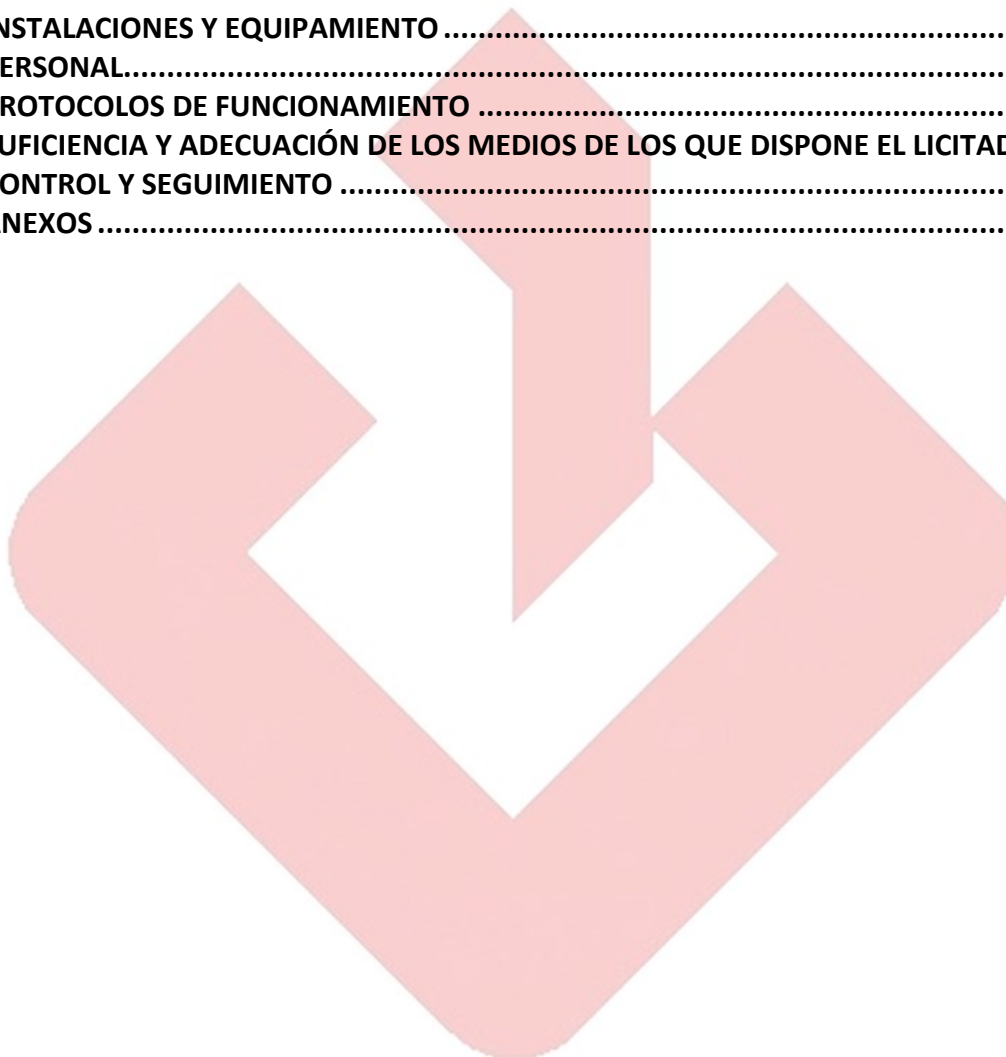 NSTALACIONES Y EQUIPAMIENTO
ERSONAL
ROTOCOLOS DE FUNCIONAMIENTO
UFICIENCIA Y ADECUACIÓN DE LOS MEDIOS DE LOS QUE DISPONE EL LICITAD
ONTROL Y SEGUIMIENTO
NEXOS